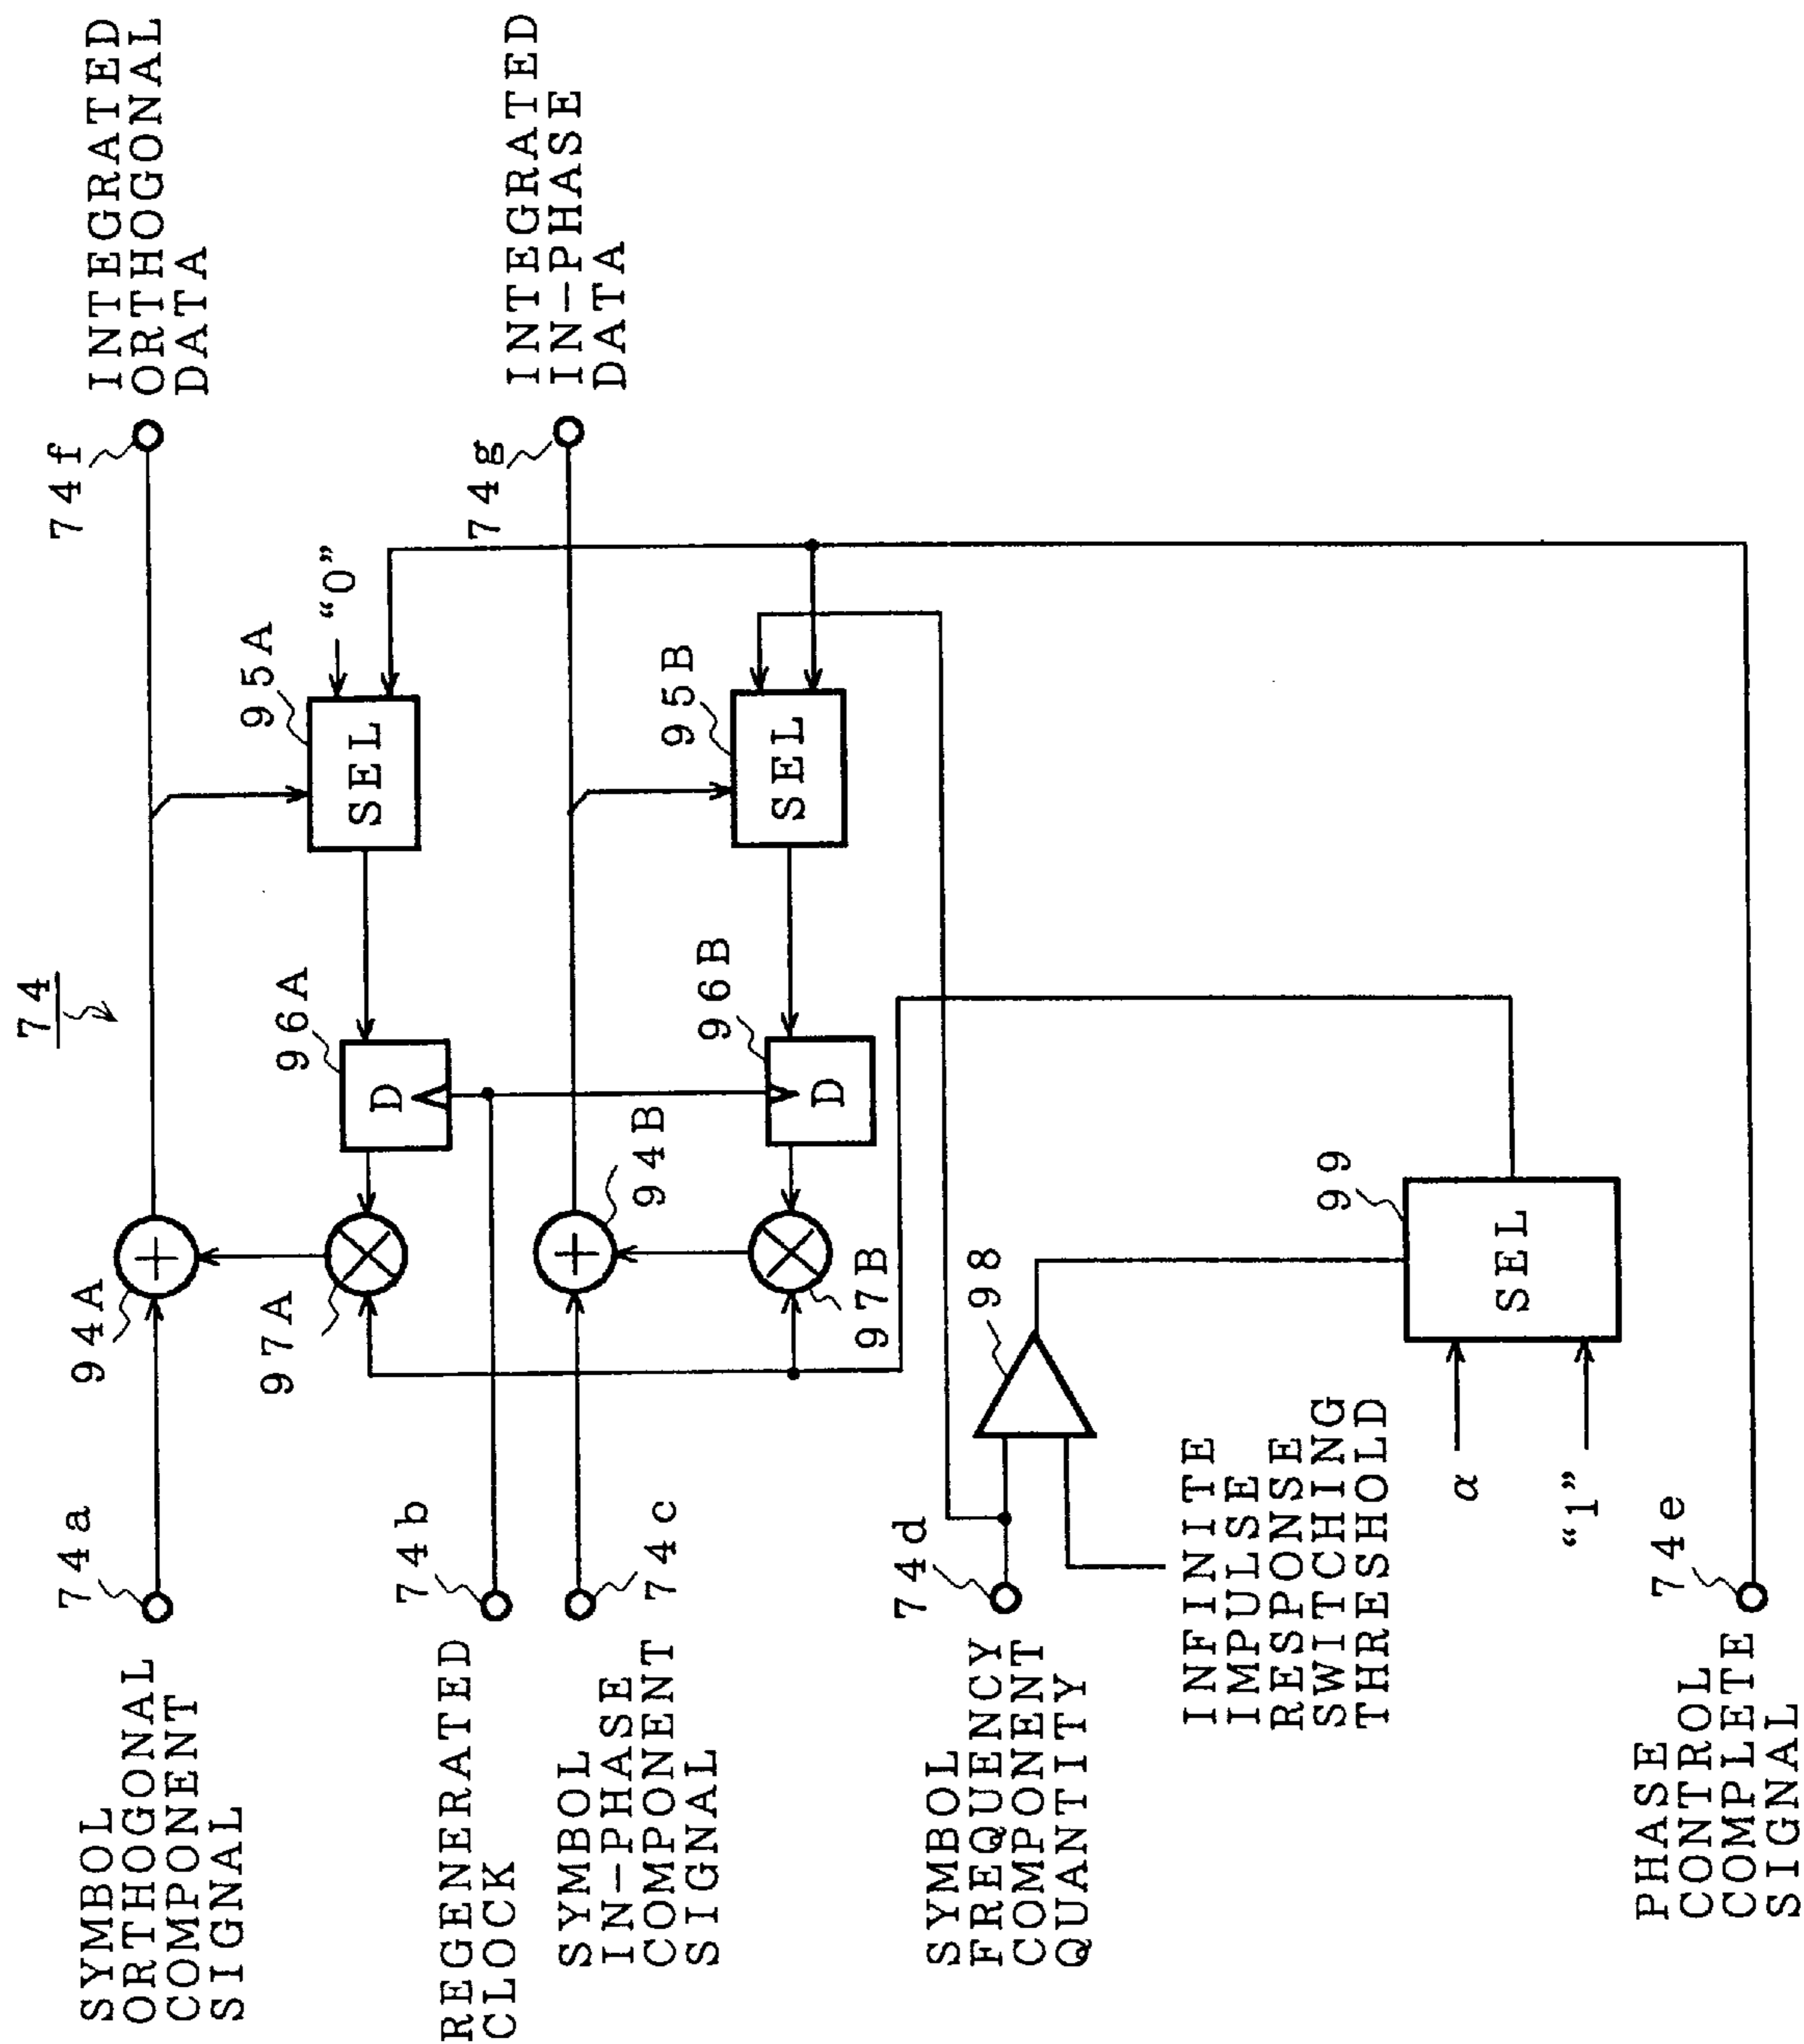 74
SYMBOL
ORTHOGONAL
COMPONENT
SIGNAL
74a
94A
74f
INTEGRATED
ORTHOGONAL
DATA
97A
96A
95A
"0"
SEL
D
REGENERATED
CLOCK
74b
SYMBOL
IN-PHASE
COMPONENT
SIGNAL
74c
94B
74g
INTEGRATED
IN-PHASE
DATA
97B
96B
95B
SEL
D
SYMBOL
FREQUENCY
COMPONENT
QUANTITY
74d
98
INFINITE
IMPULSE
RESPONSE
SWITCHING
THRESHOLD
99
α
"1"
SEL
PHASE
CONTROL
COMPLETE
SIGNAL
74e